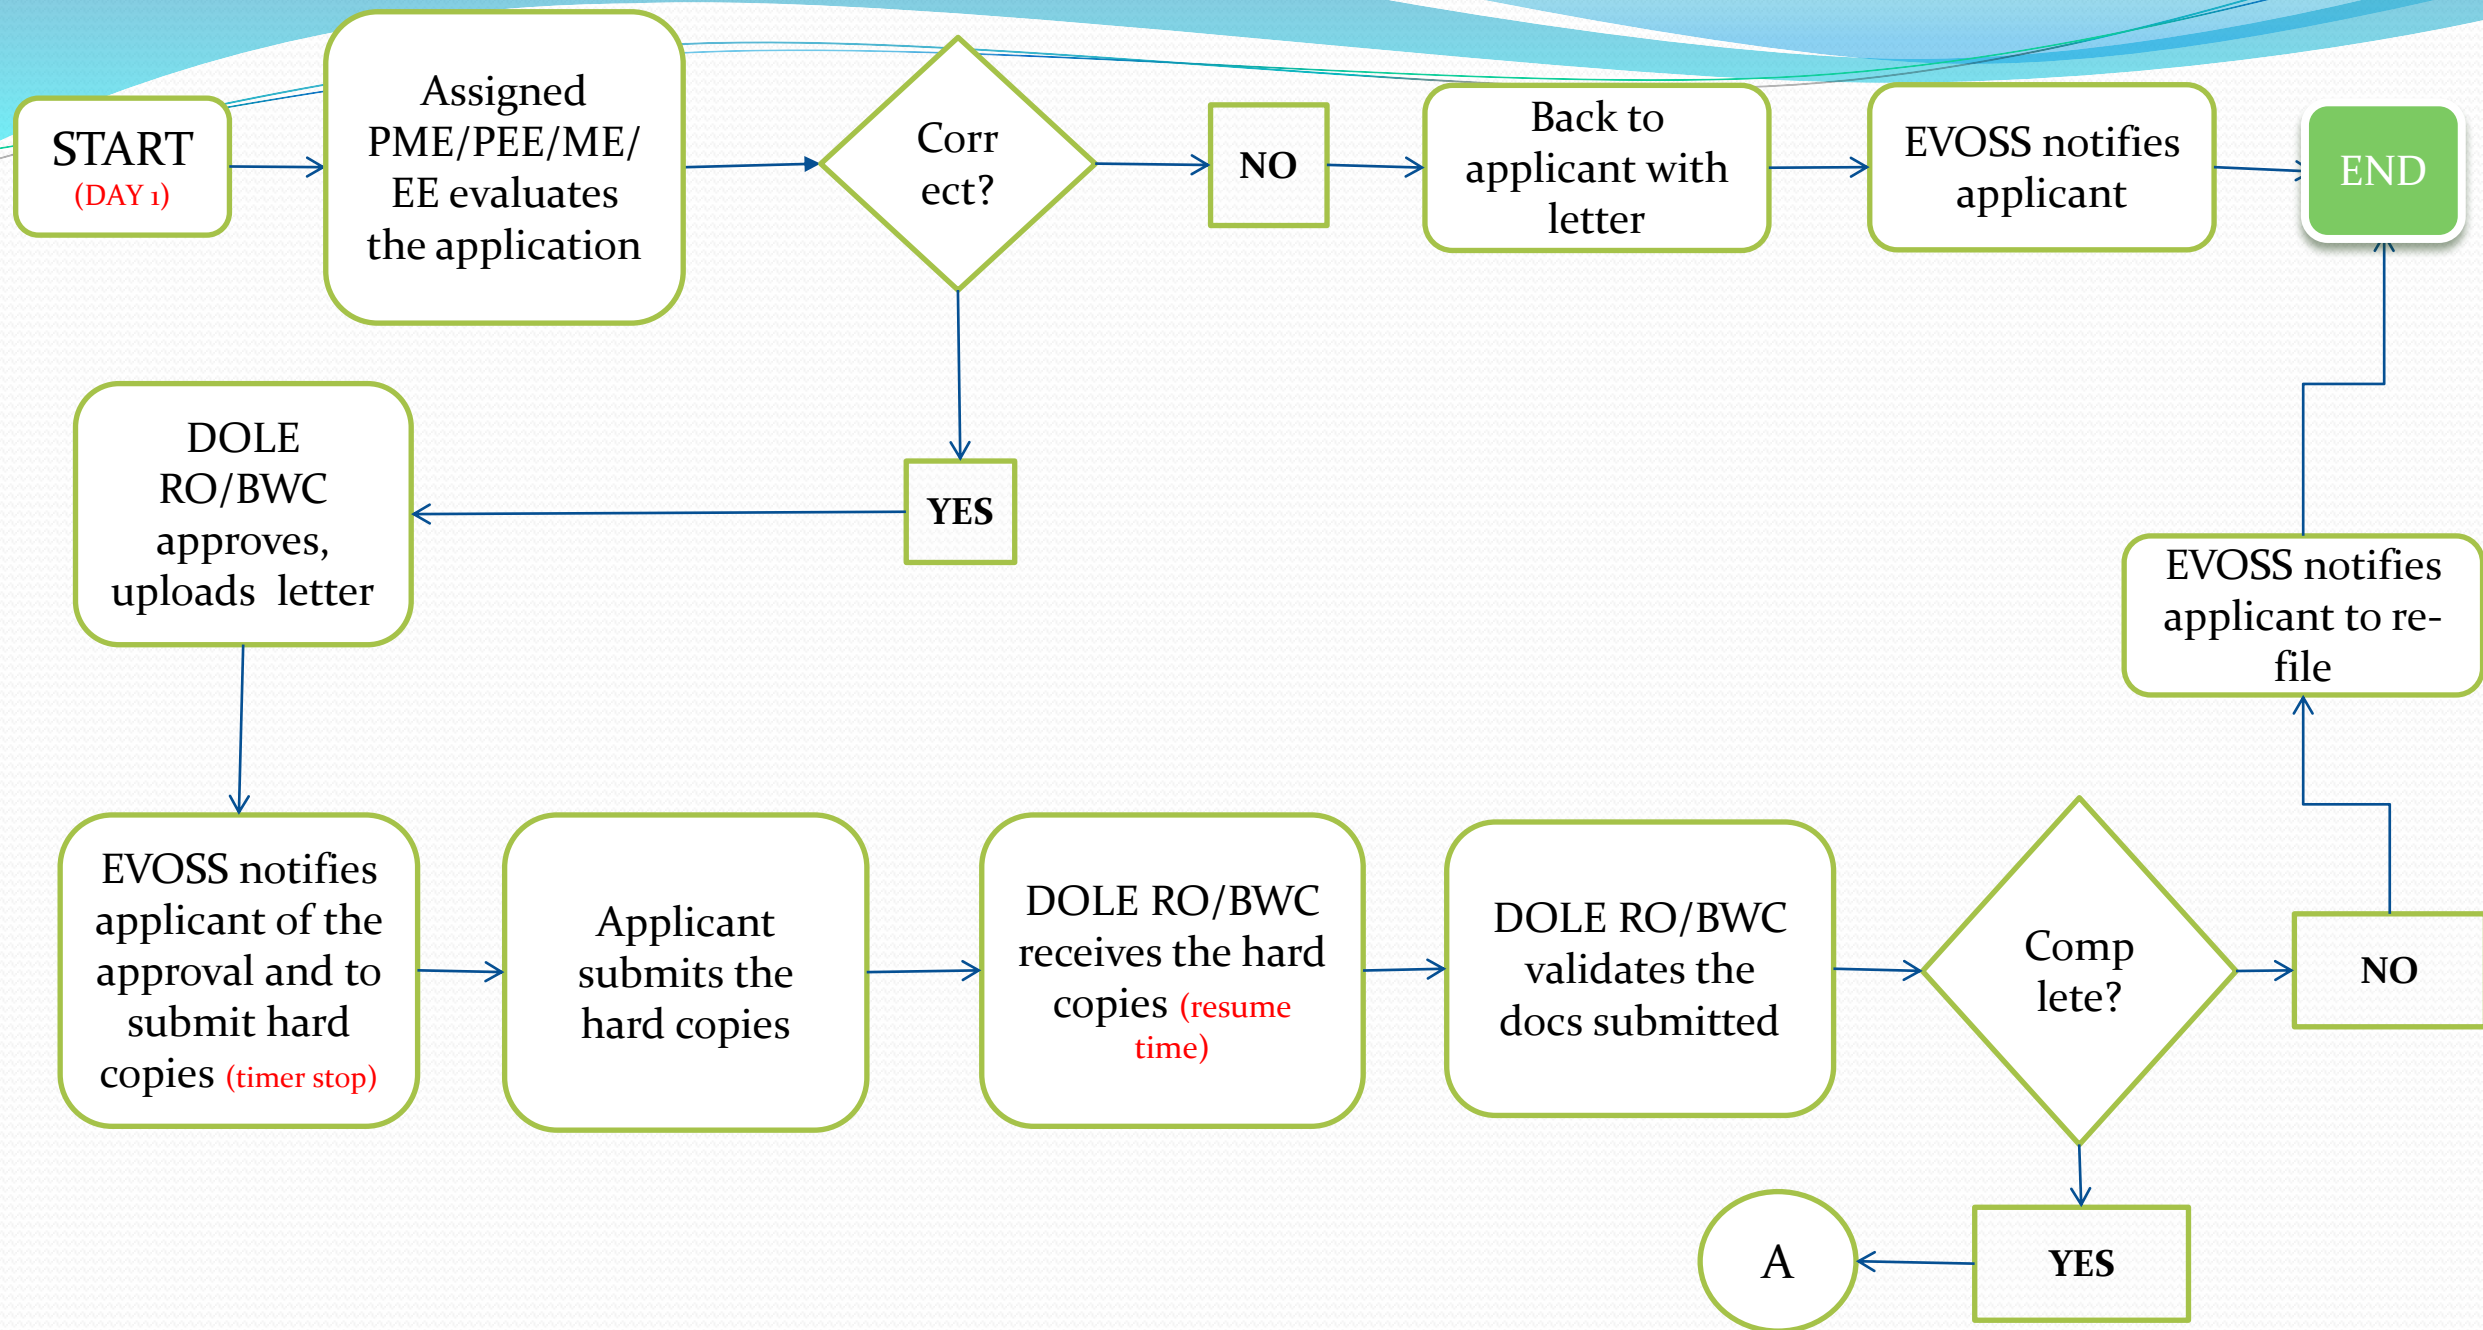 START
(DAY 1)
Assigned
PME/PEE/ME/
EE evaluates
the application
Corr
ect?
NO
Back to
applicant with
letter
EVOSS notifies
applicant
END
DOLE
RO/BWC
approves,
uploads letter
YES
EVOSS notifies
applicant to re-
file
EVOSS notifies
applicant of the
approval and to
submit hard
copies (timer stop)
Applicant
submits the
hard copies
DOLE RO/BWC
receives the hard
copies (resume
time)
DOLE RO/BWC
validates the
docs submitted
Comp
lete?
NO
A
YES